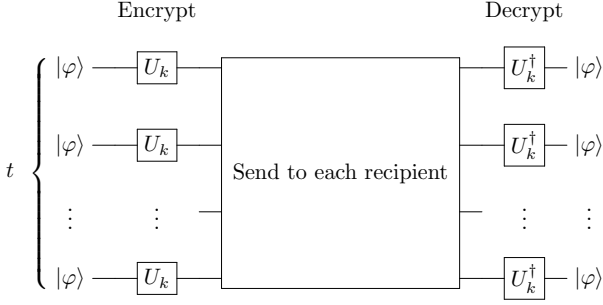 Encrypt Decrypt
|φ⟩ U_k U_k^† |φ⟩
|φ⟩ U_k U_k^† |φ⟩
t Send to each recipient
⋮ ⋮ ⋮ ⋮
|φ⟩ U_k U_k^† |φ⟩